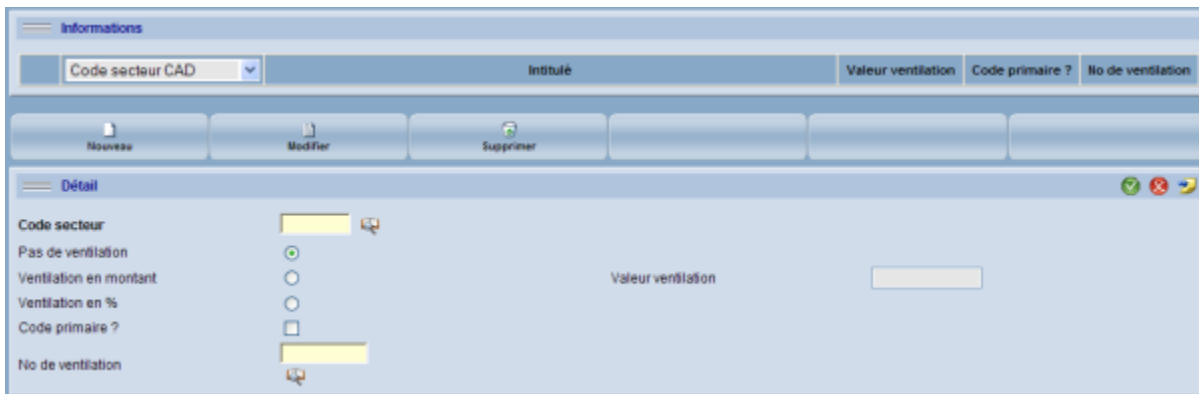 Informations
Code secteur CAD Intitulé Valeur ventilation Code primaire ? No de ventilation
Nouveau Modifier Supprimer
Détail
Code secteur
Pas de ventilation
Ventilation en montant Valeur ventilation
Ventilation en %
Code primaire ?
No de ventilation